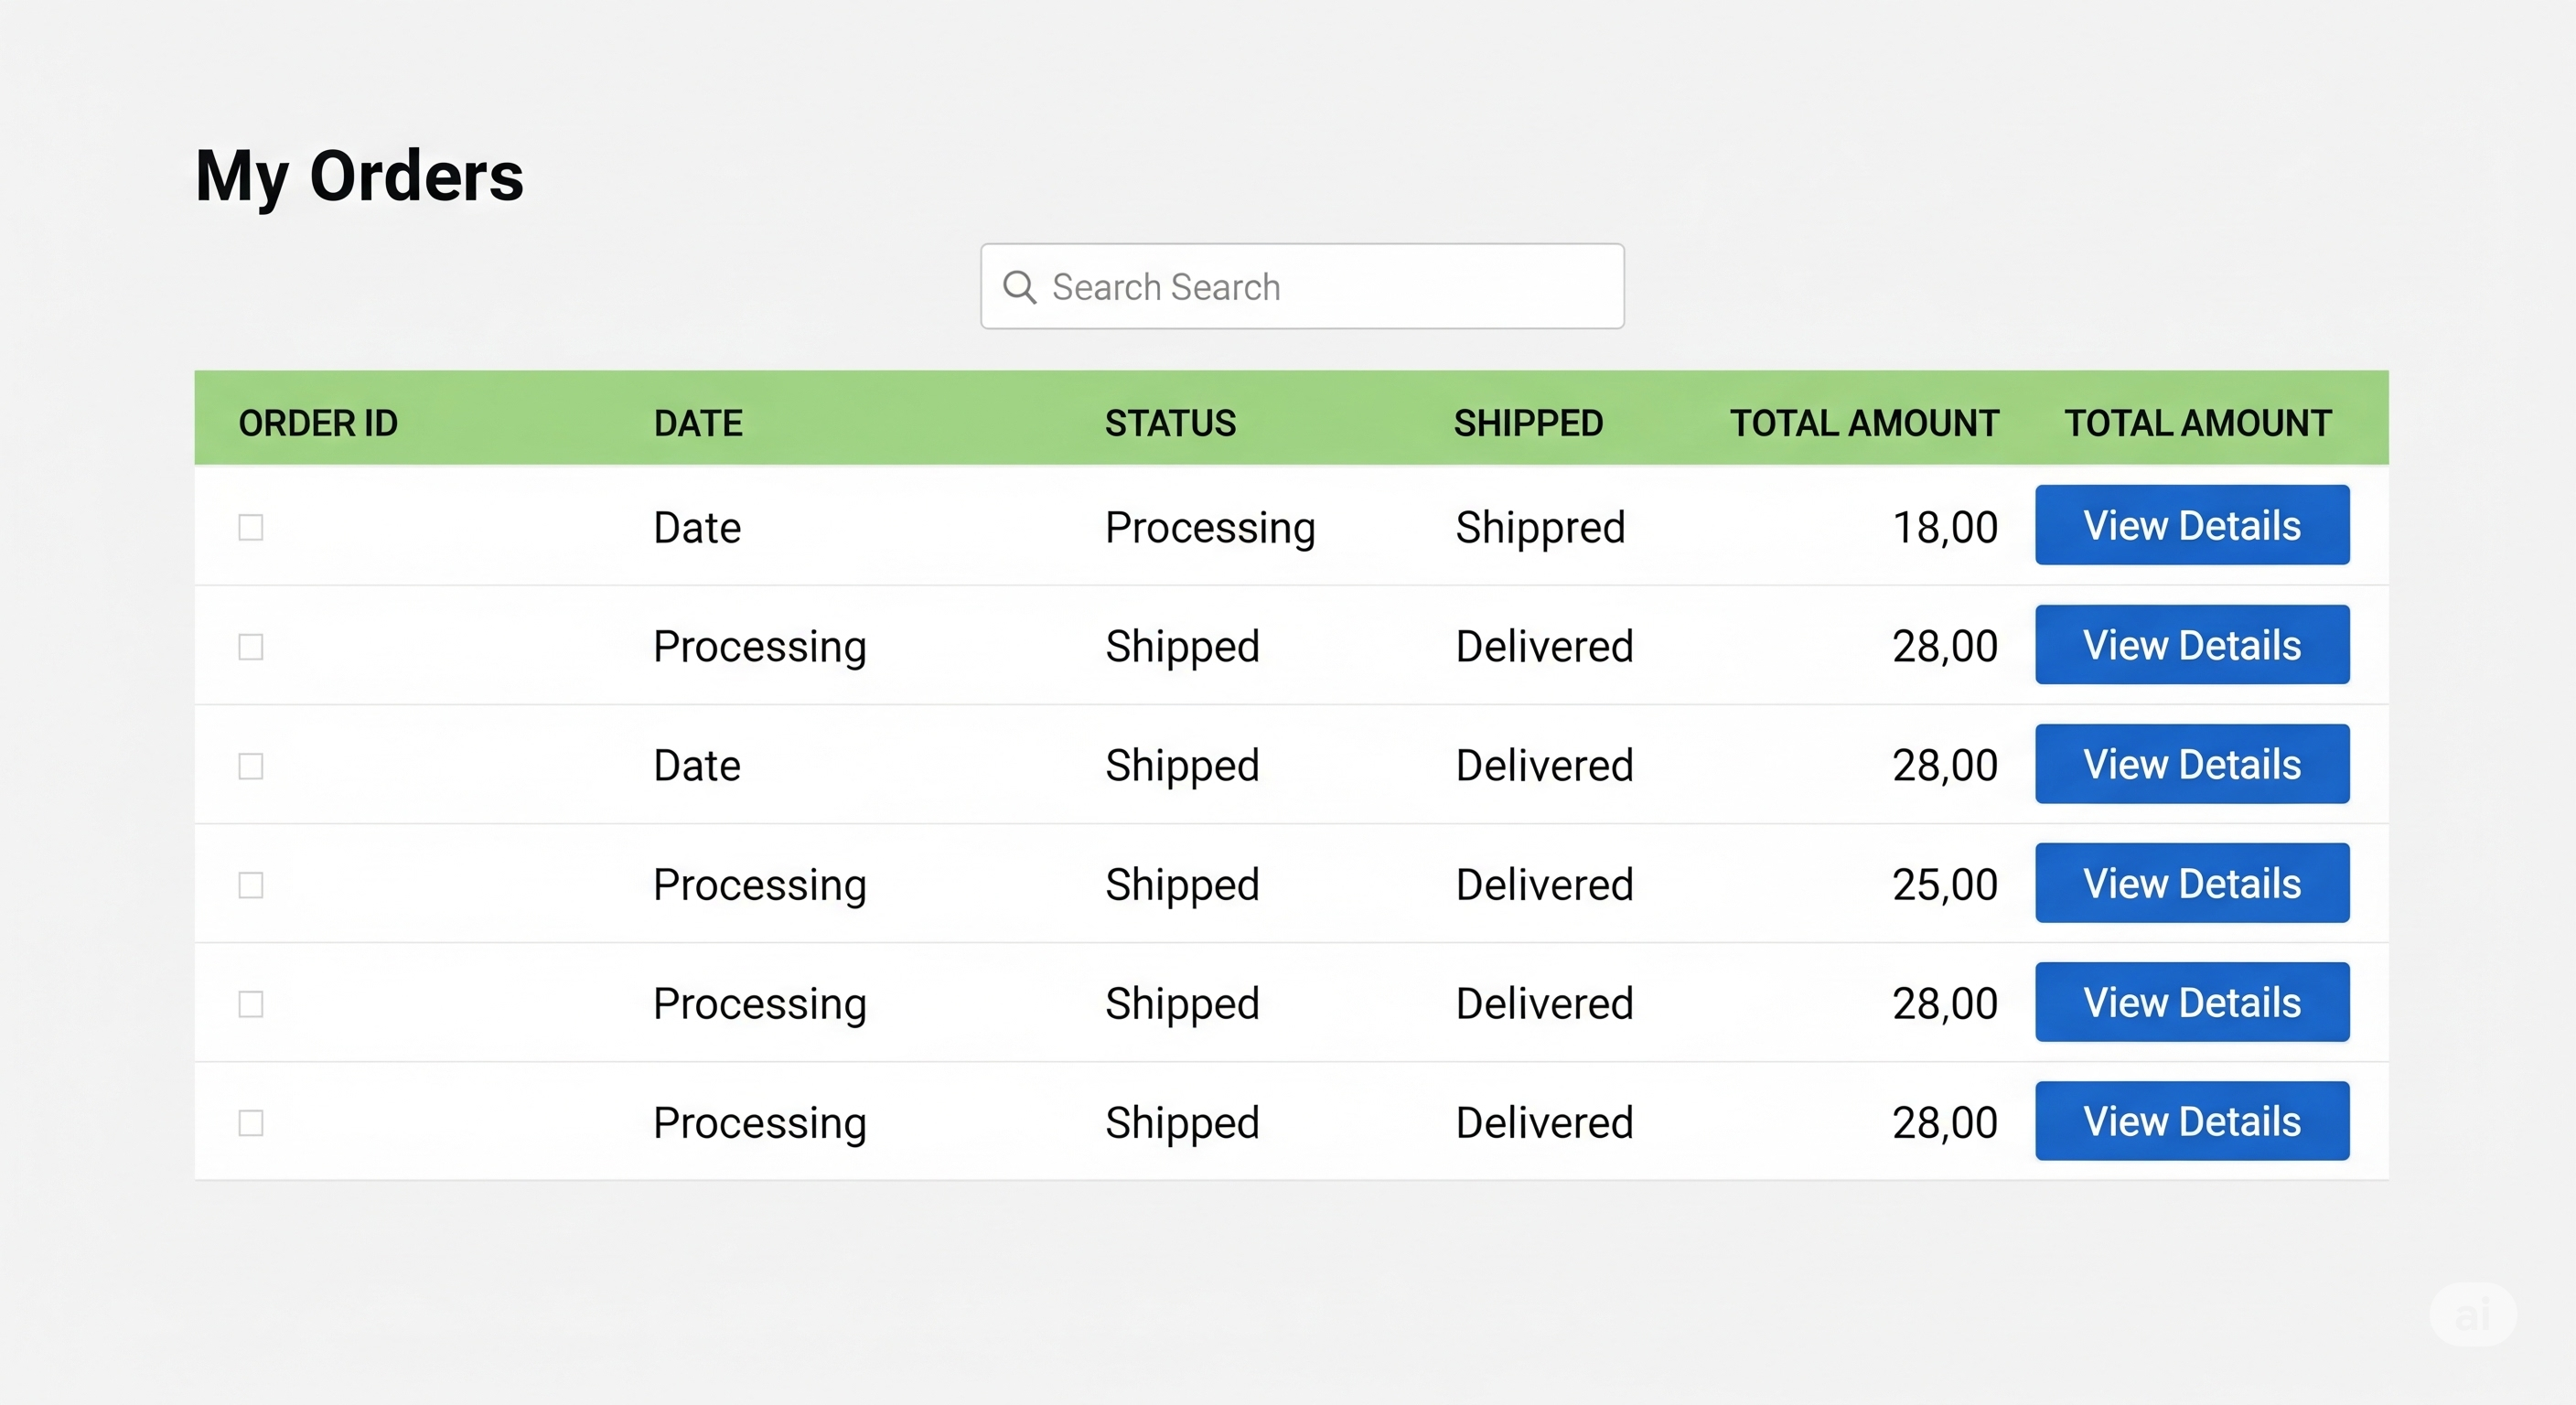 My Orders
Search Search
ORDER ID DATE STATUS SHIPPED TOTAL AMOUNT TOTAL AMOUNT
Date Processing Shippred 18,00 View Details
Processing Shipped Delivered 28,00 View Details
Date Shipped Delivered 28,00 View Details
Processing Shipped Delivered 25,00 View Details
Processing Shipped Delivered 28,00 View Details
Processing Shipped Delivered 28,00 View Details
ai